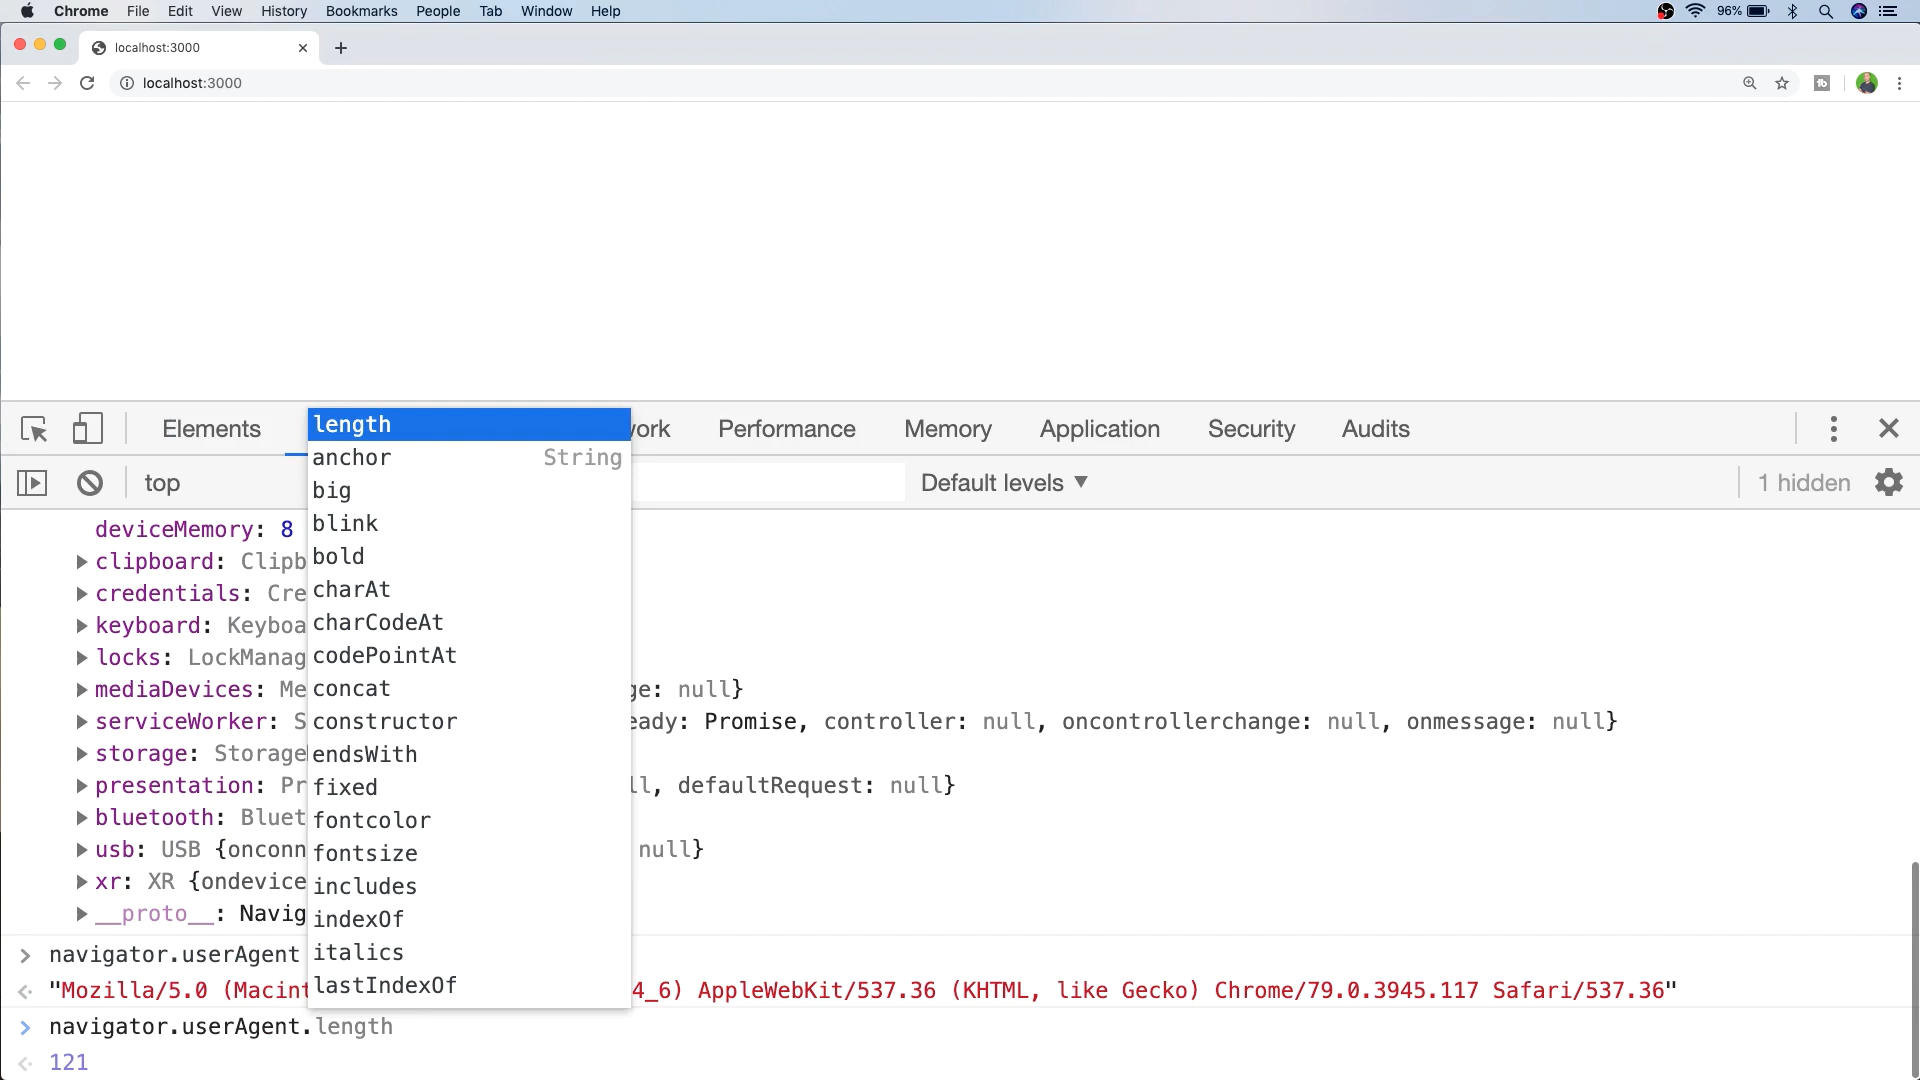 Chrome File Edit View History Bookmarks People Tab Window Help 96%
localhost:3000
localhost:3000
Elements work Performance Memory Application Security Audits
top Default levels ▼ 1 hidden
length
anchor String
big
blink
bold
charAt
charCodeAt
codePointAt
concat
constructor
endsWith
fixed
fontcolor
fontsize
includes
indexOf
italics
lastIndexOf
deviceMemory: 8
clipboard: Clipb
credentials: Cre
keyboard: Keyboa
locks: LockManag
mediaDevices: Me ge: null}
serviceWorker: S eady: Promise, controller: null, oncontrollerchange: null, onmessage: null}
storage: Storage
presentation: Pr ll, defaultRequest: null}
bluetooth: Bluet
usb: USB {onconn null}
xr: XR {ondevice
__proto__: Navig
> navigator.userAgent
"Mozilla/5.0 (Macint 4_6) AppleWebKit/537.36 (KHTML, like Gecko) Chrome/79.0.3945.117 Safari/537.36"
> navigator.userAgent.length
121